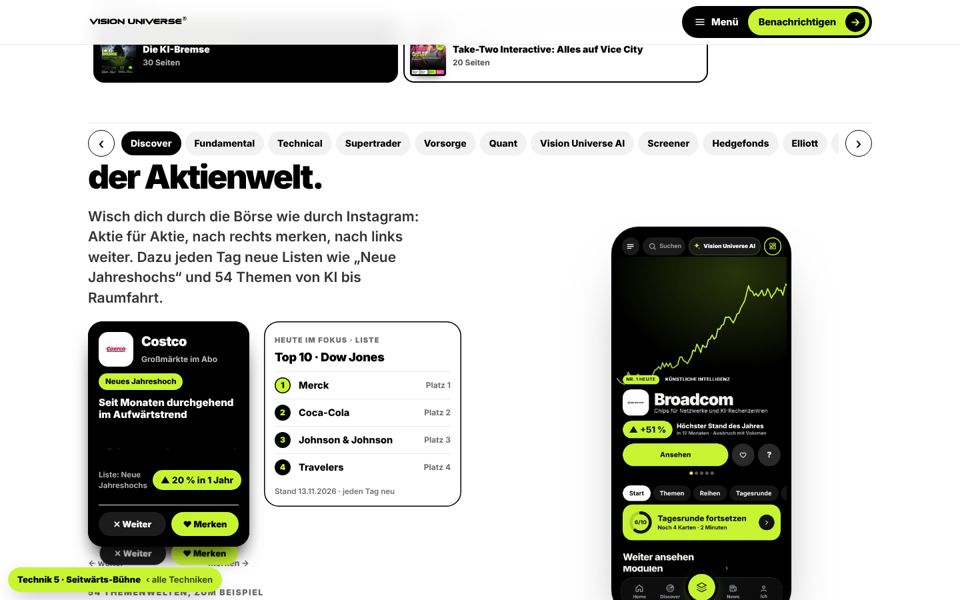 VISION UNIVERSE®
Menü
Benachrichtigen
Die KI-Bremse
30 Seiten
Take-Two Interactive: Alles auf Vice City
20 Seiten
Discover
Fundamental
Technical
Supertrader
Vorsorge
Quant
Vision Universe AI
Screener
Hedgefonds
Elliott
der Aktienwelt.
Wisch dich durch die Börse wie durch Instagram:
Aktie für Aktie, nach rechts merken, nach links
weiter. Dazu jeden Tag neue Listen wie „Neue
Jahreshochs“ und 54 Themen von KI bis
Raumfahrt.
Costco
Costco
Großmärkte im Abo
Neues Jahreshoch
Seit Monaten durchgehend
im Aufwärtstrend
Liste: Neue
Jahreshochs
▲ 20 % in 1 Jahr
✕ Weiter
♥ Merken
✕ Weiter
♥ Merken
HEUTE IM FOKUS · LISTE
Top 10 · Dow Jones
1 Merck Platz 1
2 Coca-Cola Platz 2
3 Johnson & Johnson Platz 3
4 Travelers Platz 4
Stand 13.11.2026 · jeden Tag neu
Technik 5 · Seitwärts-Bühne ‹ alle Techniken
54 THEMENWELTEN, ZUM BEISPIEL
Suchen
Vision Universe AI
NR. 1 HEUTE
KÜNSTLICHE INTELLIGENZ
Broadcom
Chips für Netzwerke und KI-Rechenzentren
▲ +51 %
Höchster Stand des Jahres
in 12 Monaten · Ausbruch mit Volumen
Ansehen
?
Start
Themen
Reihen
Tagesrunde
6/10
Tagesrunde fortsetzen
Noch 4 Karten · 2 Minuten
Weiter ansehen
Modulen
Home
Discover
News
Ich